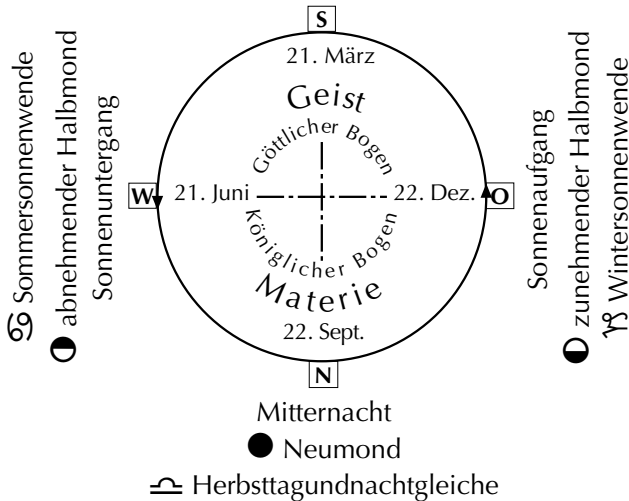 S
21. März
Geist
Göttlicher Bogen
♋ Sommersonnenwende
abnehmender Halbmond
Sonnenuntergang
W
21. Juni
22. Dez.
O
Sonnenaufgang
zunehmender Halbmond
♑ Wintersonnenwende
Königlicher Bogen
Materie
22. Sept.
N
Mitternacht
Neumond
♎ Herbsttagundnachtgleiche